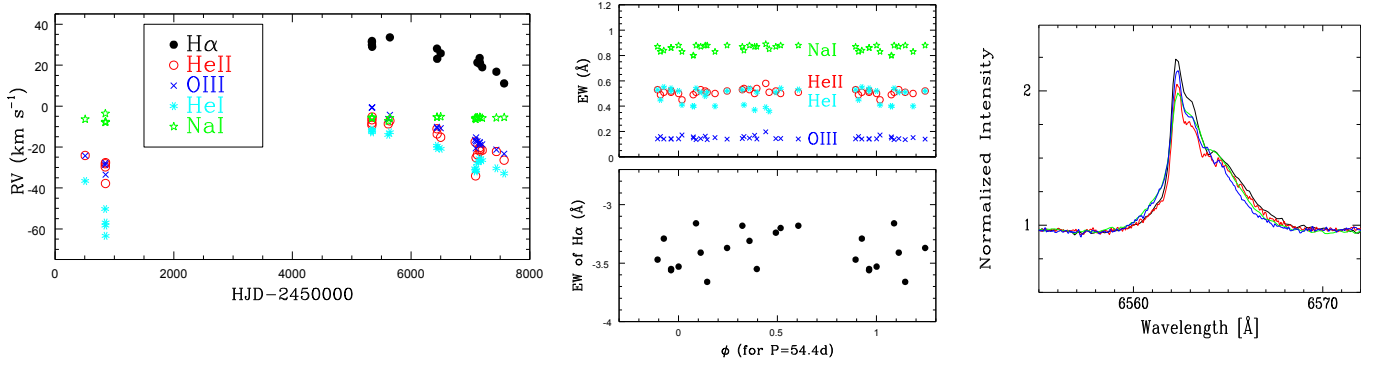 40
20
0
-20
-40
-60
RV (km s⁻¹)
Hα
HeII
OIII
HeI
NaI
0
2000
4000
6000
8000
HJD−2450000
1.2
1
0.8
0.6
0.4
0.2
0
EW (Å)
NaI
HeII
HeI
OIII
-3
-3.5
-4
EW of Hα (Å)
0
0.5
1
ϕ (for P=54.4d)
2
1
Normalized Intensity
6560
6570
Wavelength [Å]